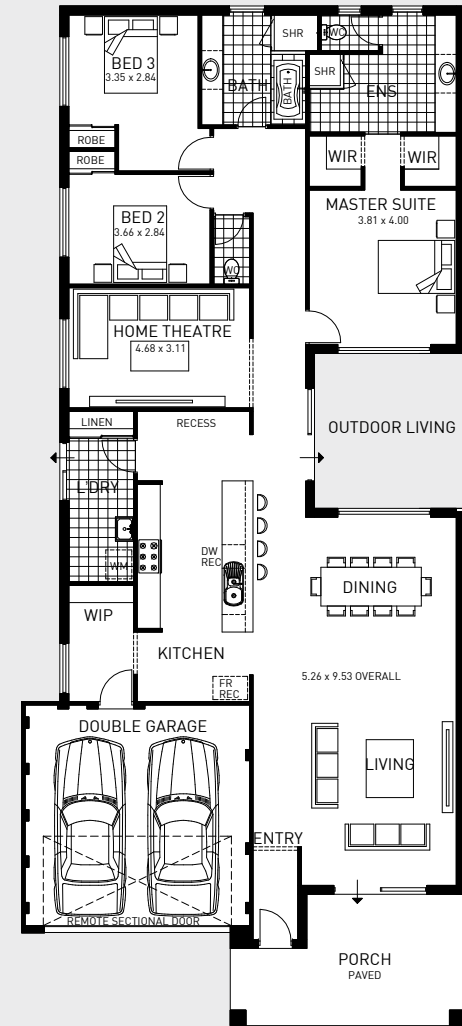 SHR
WC
BED 3
3.35 x 2.84
BATH
BATH
SHR
ENS
ROBE
ROBE
WIR
WIR
BED 2
3.66 x 2.84
MASTER SUITE
3.81 x 4.00
WC
HOME THEATRE
4.68 x 3.11
LINEN
RECESS
OUTDOOR LIVING
L'DRY
WM
DW
REC
DINING
WIP
KITCHEN
FR
REC
5.26 x 9.53 OVERALL
DOUBLE GARAGE
LIVING
ENTRY
REMOTE SECTIONAL DOOR
PORCH
PAVED